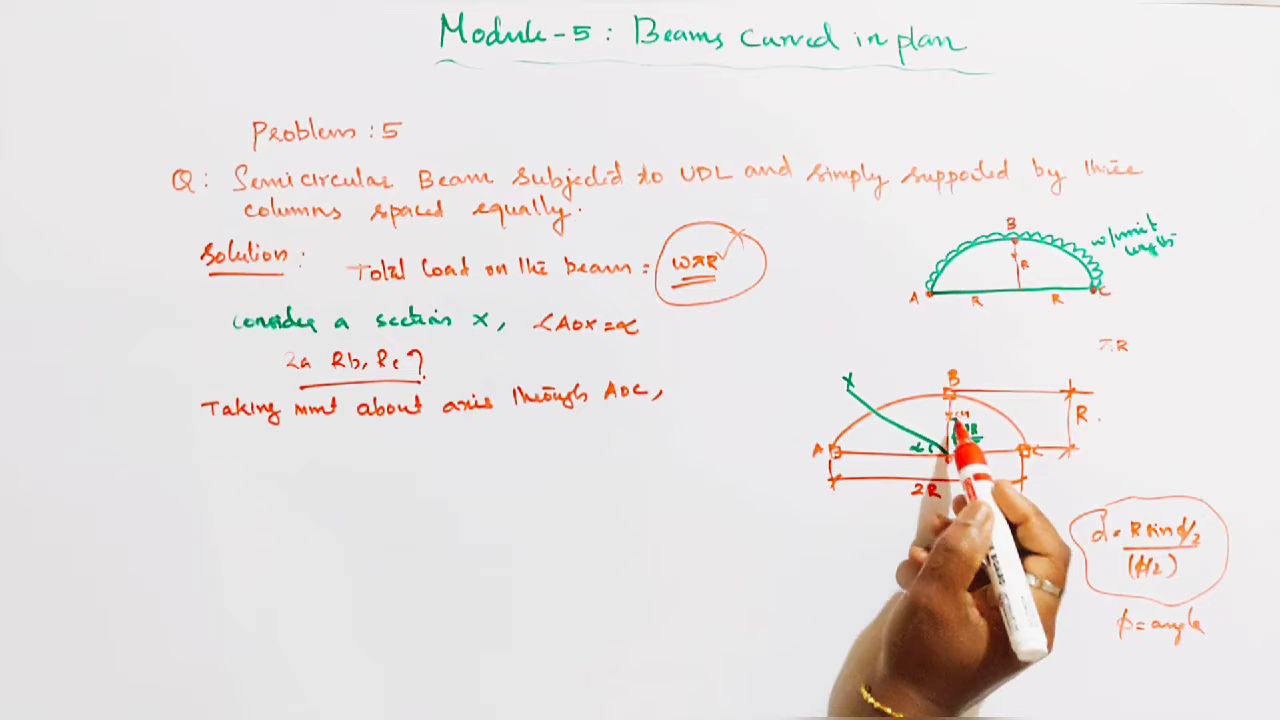 Module-5: Beams curved in plan
Problem: 5
Q: Semicircular Beam subjected to UDL and simply supported by three
columns spaced equally.
Solution: Total load on the beam = wπR
consider a section X, ∠AOX = α
Ra Rb, Rc?
Taking mmt about axis through AOC,
B
w/unit
length
R
A R R C
πR
X B
R
A α C
2R
d = R sin ϕ/2
(ϕ/2)
ϕ = angle